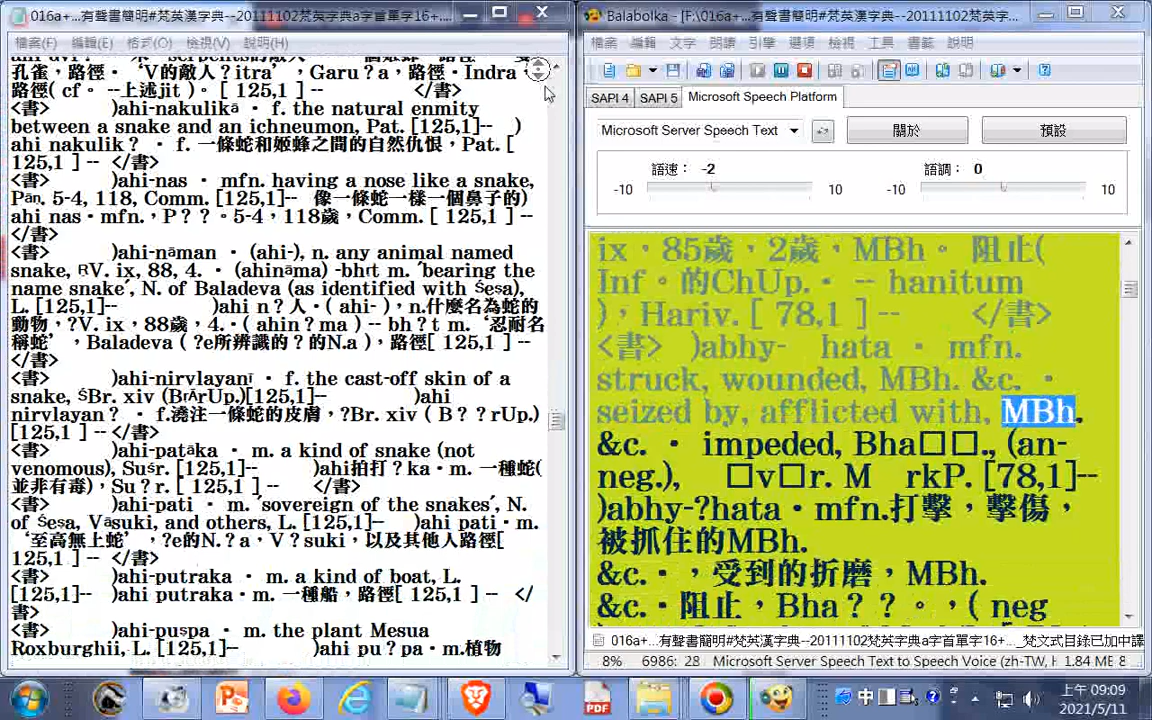 有聲書簡明#梵英漢字典--20111102梵英字典a字首單字16+...
檔案(F) 編輯(E) 格式(O) 檢視(V) 說明(H)
孔雀，路徑・‘V的敵人？itra’，Garu？a，路徑・Indra，
路徑( cf。 --上述jit )。[ 125,1 ] -- </書>
<書> )ahi-nakulikā ・ f. the natural enmity
between a snake and an ichneumon, Pat. [125,1]-- )
ahi nakulik？ ・ f. 一條蛇和姬蜂之間的自然仇恨，Pat. [
125,1 ] -- </書>
<書> )ahi-nas ・ mfn. having a nose like a snake,
Pāṇ. 5-4, 118, Comm. [125,1]-- 像一條蛇一樣一個鼻子的)
ahi nas・mfn.，P？？。5-4，118歲，Comm. [ 125,1 ] --
</書>
<書> )ahi-nāman ・ (ahi-), n. any animal named
snake, ṚV. ix, 88, 4. ・ (ahināma) -bhṛt m. 'bearing the
name snake', N. of Baladeva (as identified with Śeṣa),
L. [125,1]-- )ahi n？人・( ahi- )，n.什麼名為蛇的
動物，?V. ix，88歲，4.・( ahin？ma ) -- bh？t m.‘忍耐名
稱蛇’，Baladeva ( ?e所辨識的？的N.a )，路徑[ 125,1 ] --
</書>
<書> )ahi-nirvlayanī ・ f. the cast-off skin of a
snake, ŚBr. xiv (BṛĀrUp.)[125,1]-- )ahi
nirvlayan？ ・ f.澆注一條蛇的皮膚，?Br. xiv ( B？？rUp.)
[125,1 ] -- </書>
<書> )ahi-patāka ・ m. a kind of snake (not
venomous), Suśr. [125,1]-- )ahi拍打？ka・m. 一種蛇(
並非有毒)，Su？r. [ 125,1 ] -- </書>
<書> )ahi-pati ・ m. 'sovereign of the snakes', N.
of Śeṣa, Vāsuki, and others, L. [125,1]-- )ahi pati・m.
‘至高無上蛇’，?e的N.？a，V？suki，以及其他人路徑[
125,1 ] -- </書>
<書> )ahi-putraka ・ m. a kind of boat, L.
[125,1]-- )ahi putraka・m. 一種船，路徑[ 125,1 ] -- </
書>
<書> )ahi-puṣpa ・ m. the plant Mesua
Roxburghii, L. [125,1]-- )ahi pu？pa・m.植物
Balabolka - [F:\016a+...有聲書簡明#梵英漢字典--20111102梵英字...
檔案 編輯 文字 朗讀 引擎 選項 檢視 工具 書籤 說明
SAPI 4 SAPI 5 Microsoft Speech Platform
Microsoft Server Speech Text 關於 預設
語速： -2 語調： 0
-10 10 -10 10
ix，85歲，2歲，MBh。 阻止(
Inf。的ChUp.・ -- hanitum
)，Hariv. [ 78,1 ] -- </書>
<書> )abhy- hata ・ mfn.
struck, wounded, MBh. &c. ・
seized by, afflicted with, MBh.
&c. ・ impeded, Bha□□., (an-
neg.), □v□r. M rkP. [78,1]--
)abhy-?hata・mfn.打擊，擊傷，
被抓住的MBh.
&c.・，受到的折磨，MBh.
&c.・阻止，Bha？？。，( neg
016a+...有聲書簡明#梵英漢字典--20111102梵英字典a字首單字16+..._梵文式目錄已加中譯
8% 6986: 28 Microsoft Server Speech Text to Speech Voice (zh-TW, H 1.84 MB
PDF
中
上午 09:09
2021/5/11